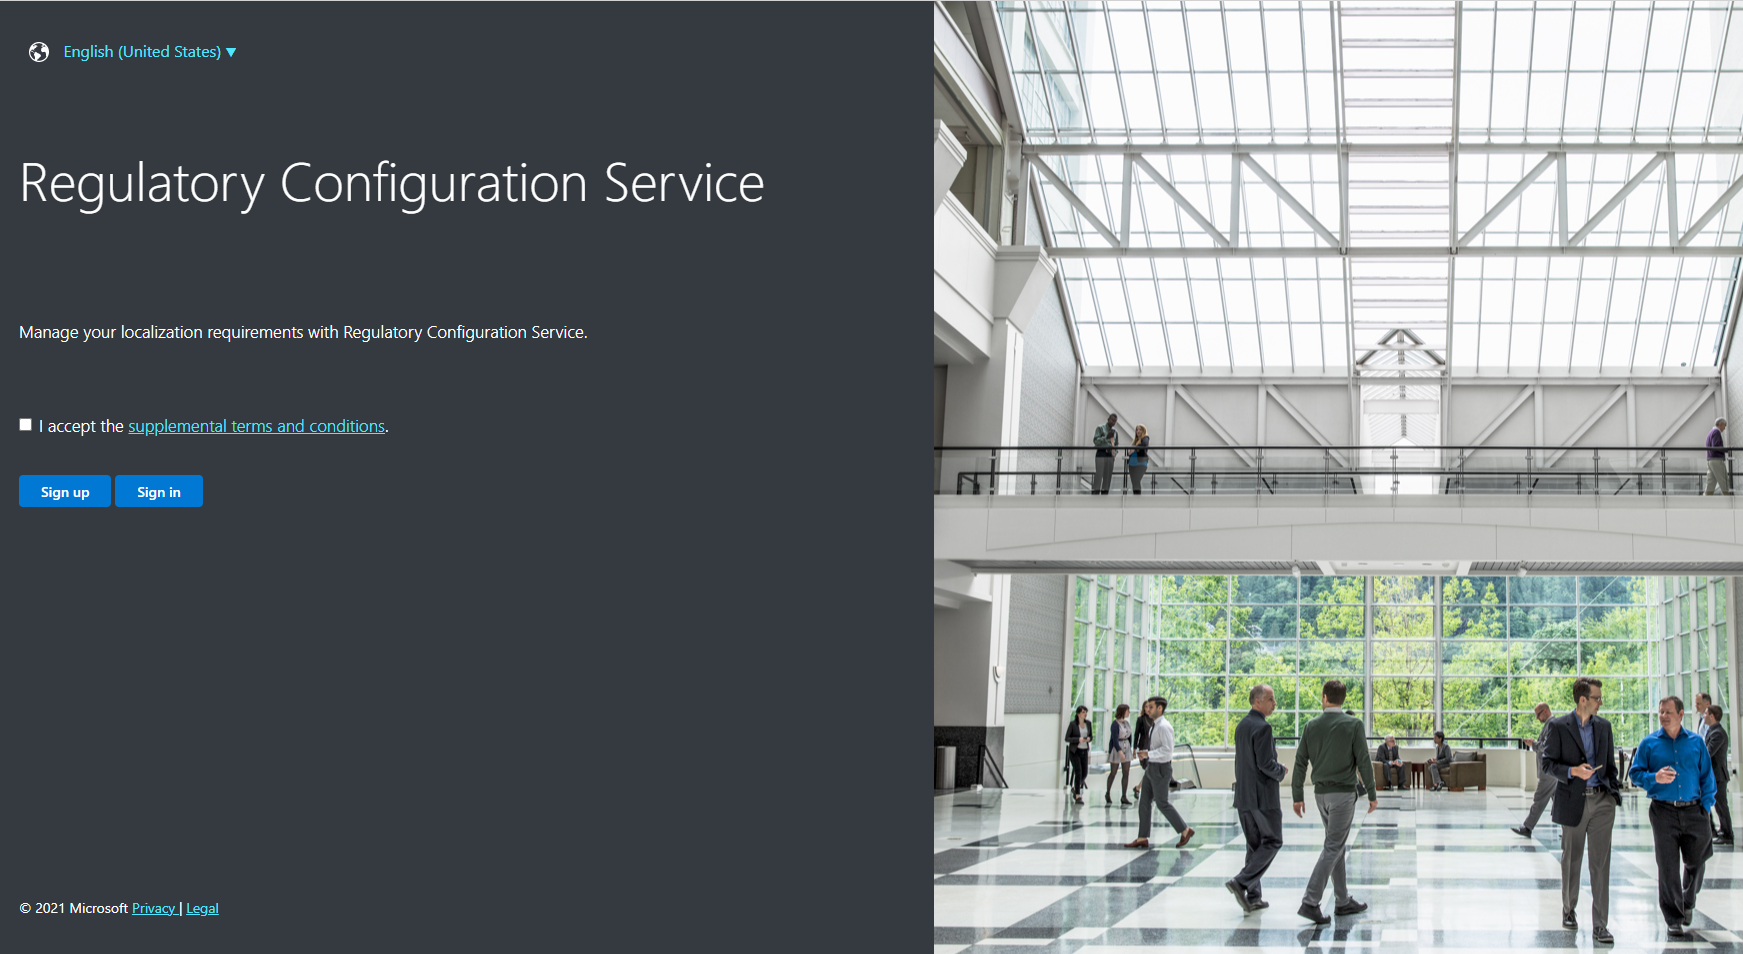 English (United States) ▼
Regulatory Configuration Service
Manage your localization requirements with Regulatory Configuration Service.
I accept the supplemental terms and conditions.
Sign up Sign in
© 2021 Microsoft Privacy | Legal